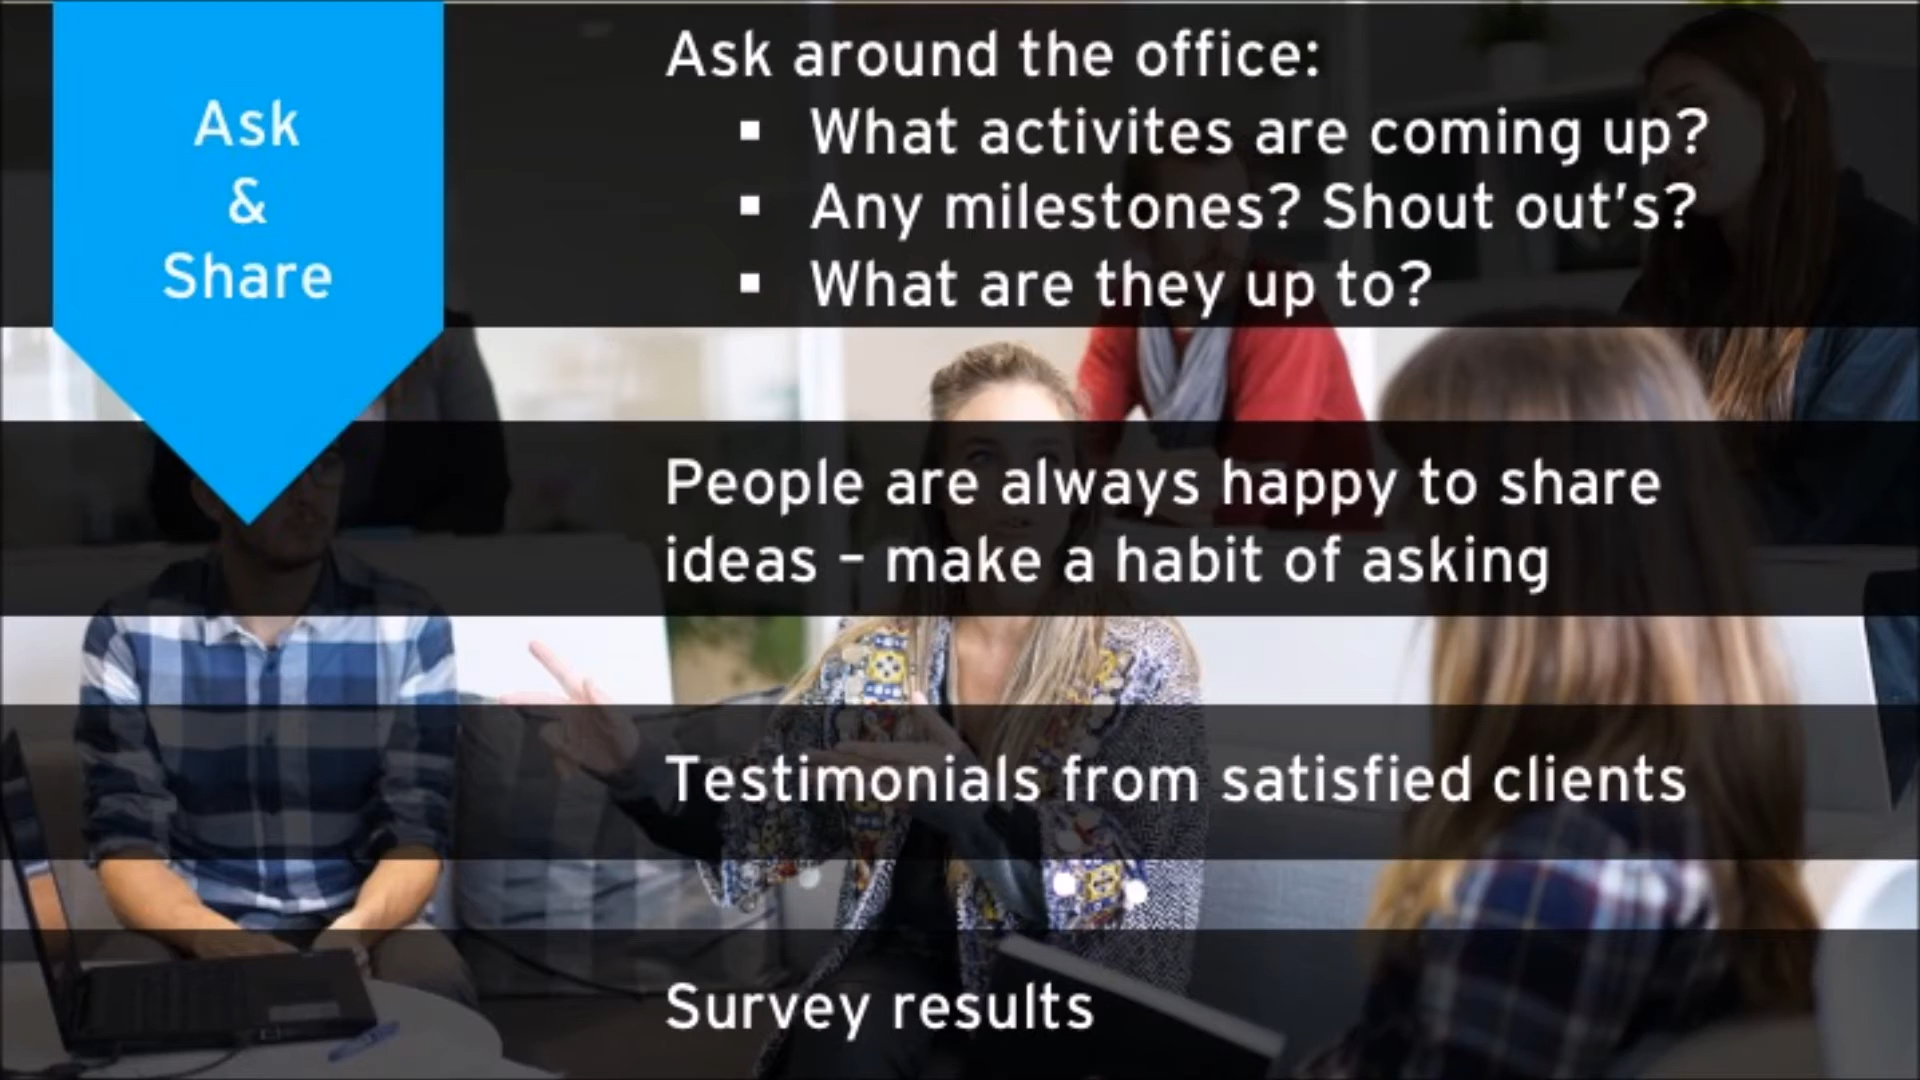 Ask
&
Share
Ask around the office:
▪ What activites are coming up?
▪ Any milestones? Shout out's?
▪ What are they up to?
People are always happy to share
ideas – make a habit of asking
Testimonials from satisfied clients
Survey results